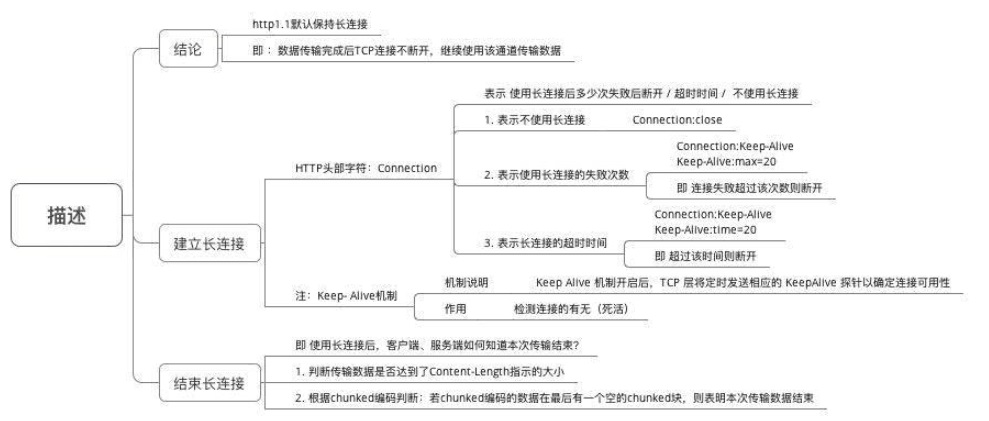 描述
结论
http1.1默认保持长连接
即：数据传输完成后TCP连接不断开，继续使用该通道传输数据
建立长连接
HTTP头部字符：Connection
表示 使用长连接后多少次失败后断开 / 超时时间 / 不使用长连接
1. 表示不使用长连接
Connection:close
2. 表示使用长连接的失败次数
Connection:Keep-Alive
Keep-Alive:max=20
即 连接失败超过该次数则断开
3. 表示长连接的超时时间
Connection:Keep-Alive
Keep-Alive:time=20
即 超过该时间则断开
注：Keep- Alive机制
机制说明
Keep Alive 机制开启后，TCP 层将定时发送相应的 KeepAlive 探针以确定连接可用性
作用
检测连接的有无（死活）
结束长连接
即 使用长连接后，客户端、服务端如何知道本次传输结束?
1. 判断传输数据是否达到了Content-Length指示的大小
2. 根据chunked编码判断：若chunked编码的数据在最后有一个空的chunked块，则表明本次传输数据结束